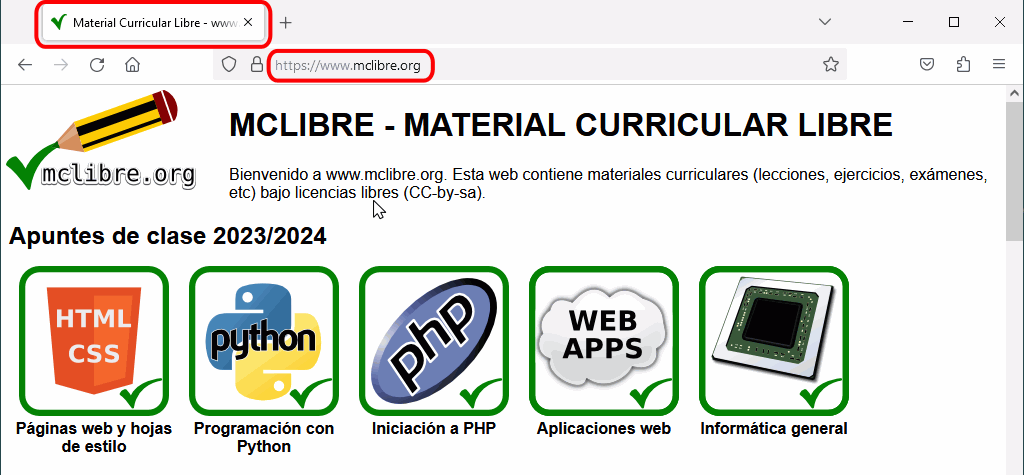 Material Curricular Libre - www
https://www.mclibre.org
mclibre.org
MCLIBRE - MATERIAL CURRICULAR LIBRE
Bienvenido a www.mclibre.org. Esta web contiene materiales curriculares (lecciones, ejercicios, exámenes,
etc) bajo licencias libres (CC-by-sa).
Apuntes de clase 2023/2024
HTML
CSS
python
php
WEB
APPS
Páginas web y hojas
de estilo
Programación con
Python
Iniciación a PHP
Aplicaciones web
Informática general